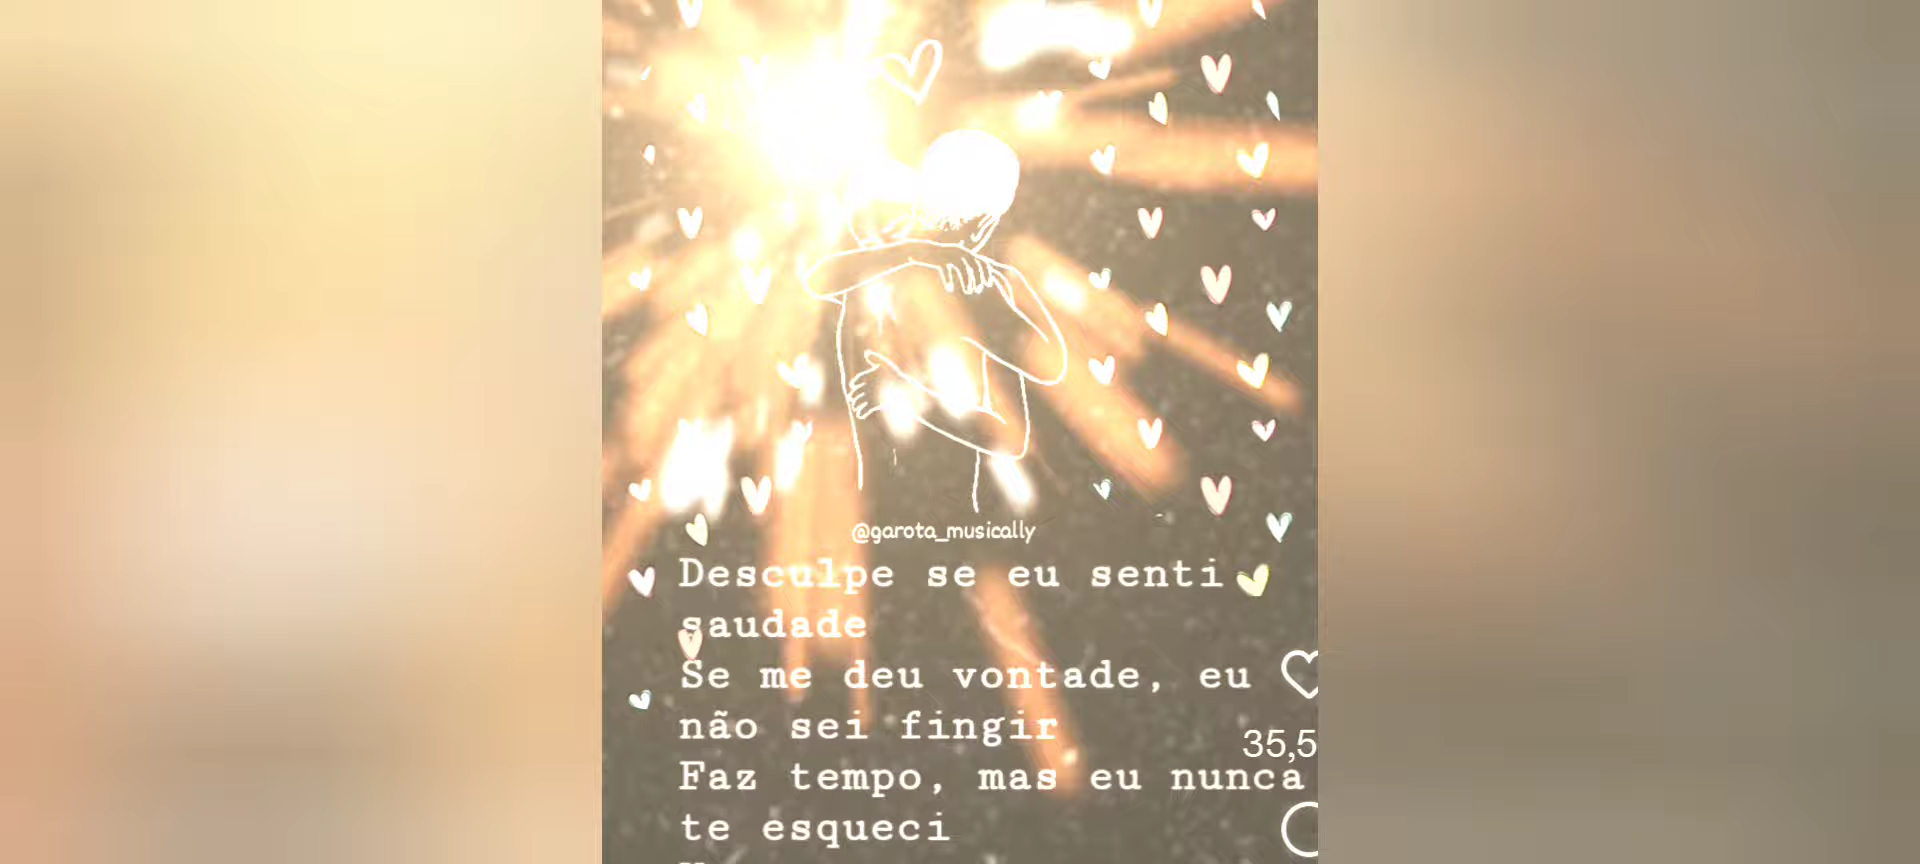 @garota_musically
Desculpe se eu senti
saudade
Se me deu vontade, eu
não sei fingir
35,5
Faz tempo, mas eu nunca
te esqueci